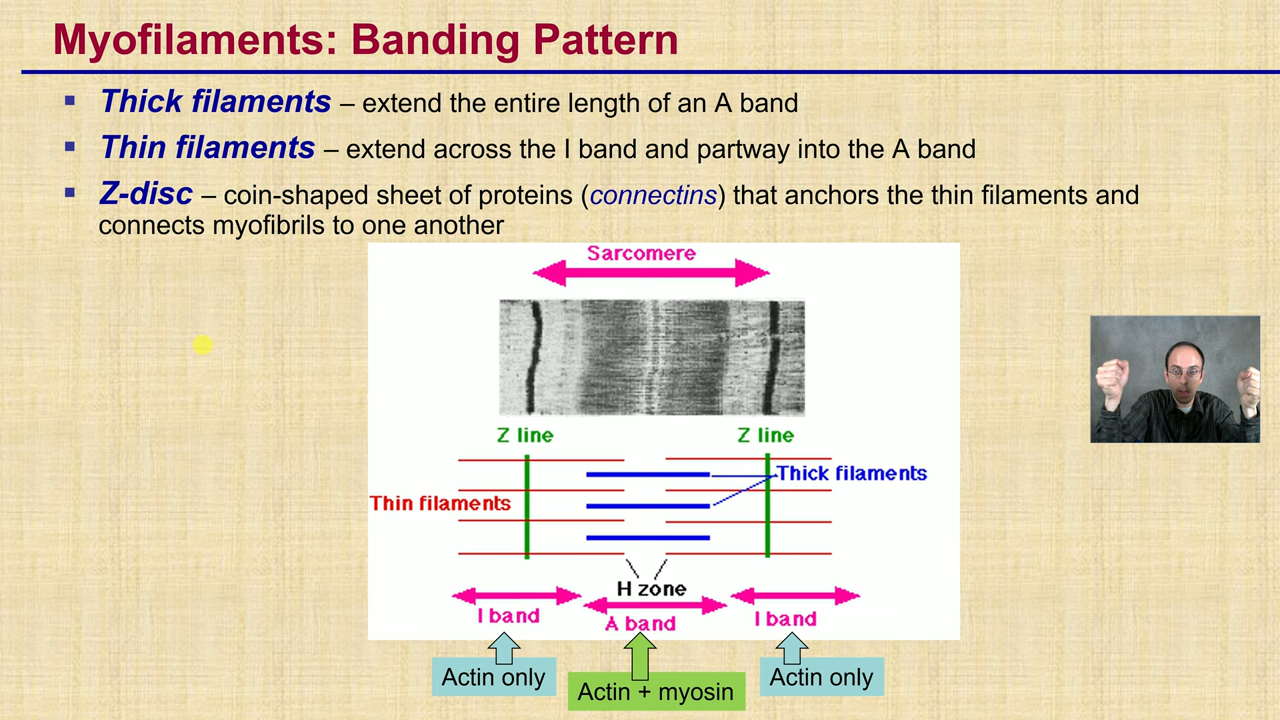 Myofilaments: Banding Pattern
▪ Thick filaments – extend the entire length of an A band
▪ Thin filaments – extend across the I band and partway into the A band
▪ Z-disc – coin-shaped sheet of proteins (connectins) that anchors the thin filaments and
connects myofibrils to one another
Sarcomere
Z line Z line
Thick filaments
Thin filaments
H zone
I band A band I band
Actin only Actin + myosin Actin only